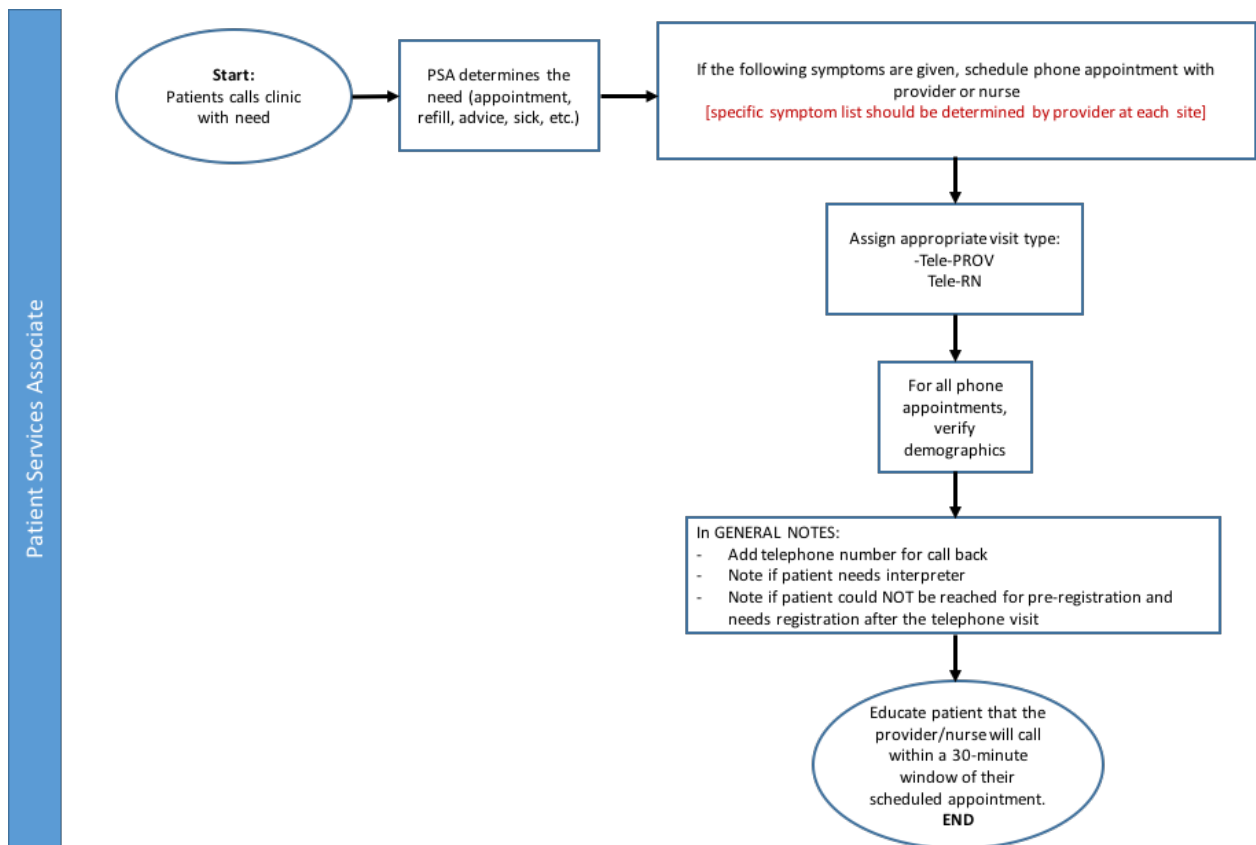 Patient Services Associate
Start:
Patients calls clinic
with need
PSA determines the
need (appointment,
refill, advice, sick, etc.)
If the following symptoms are given, schedule phone appointment with
provider or nurse
[specific symptom list should be determined by provider at each site]
Assign appropriate visit type:
-Tele-PROV
Tele-RN
For all phone
appointments,
verify
demographics
In GENERAL NOTES:
- Add telephone number for call back
- Note if patient needs interpreter
- Note if patient could NOT be reached for pre-registration and
needs registration after the telephone visit
Educate patient that the
provider/nurse will call
within a 30-minute
window of their
scheduled appointment.
END